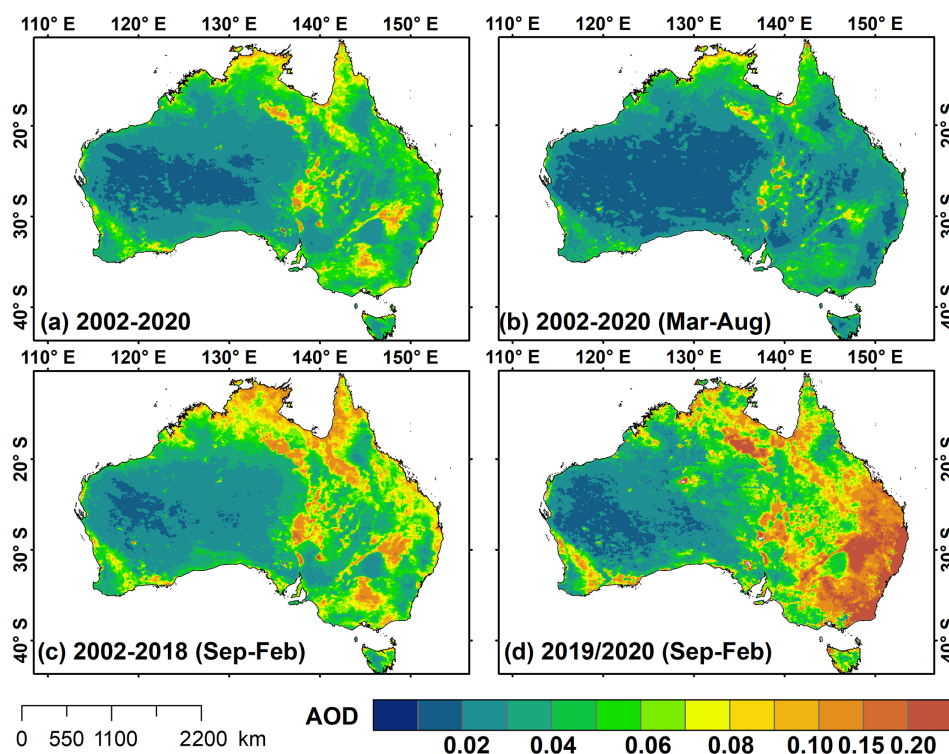 110° E 120° E 130° E 140° E 150° E
110° E 120° E 130° E 140° E 150° E
20° S
30° S
40° S
S
20° S
S
30° S
S
40° S
(a) 2002-2020
(b) 2002-2020 (Mar-Aug)
110° E 120° E 130° E 140° E 150° E
110° E 120° E 130° E 140° E 150° E
20° S
30° S
40° S
S
20° S
S
30° S
S
40° S
(c) 2002-2018 (Sep-Feb)
(d) 2019/2020 (Sep-Feb)
0 550 1100 2200 km
AOD
0.02 0.04 0.06 0.08 0.10 0.15 0.20